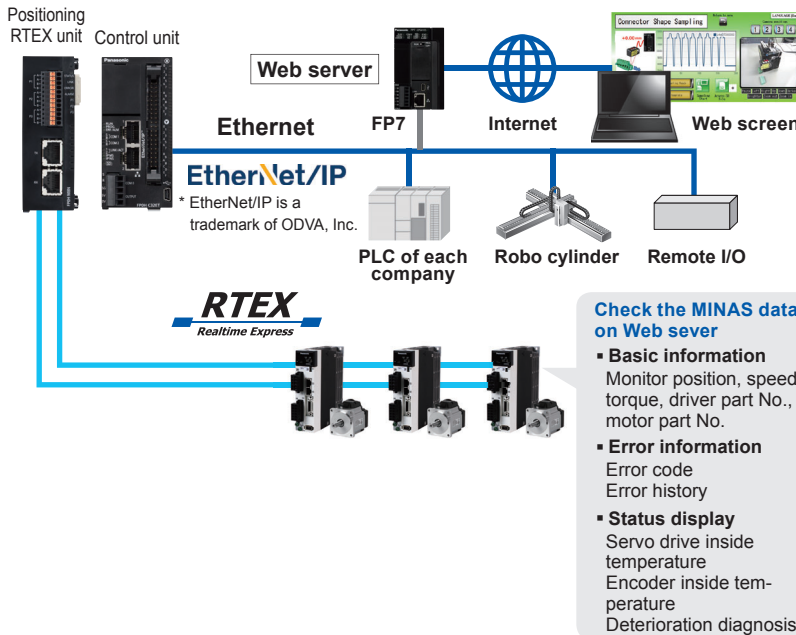 Positioning
RTEX unit
Control unit
Panasonic
Web server
Ethernet
FP7
Internet
Web screen
Connector Shape Sampling
EtherNet/IP
* EtherNet/IP is a
trademark of ODVA, Inc.
PLC of each
company
Robo cylinder
Remote I/O
RTEX
Realtime Express
Check the MINAS data
on Web sever
▪ Basic information
Monitor position, speed
torque, driver part No.,
motor part No.
▪ Error information
Error code
Error history
▪ Status display
Servo drive inside
temperature
Encoder inside tem-
perature
Deterioration diagnosis